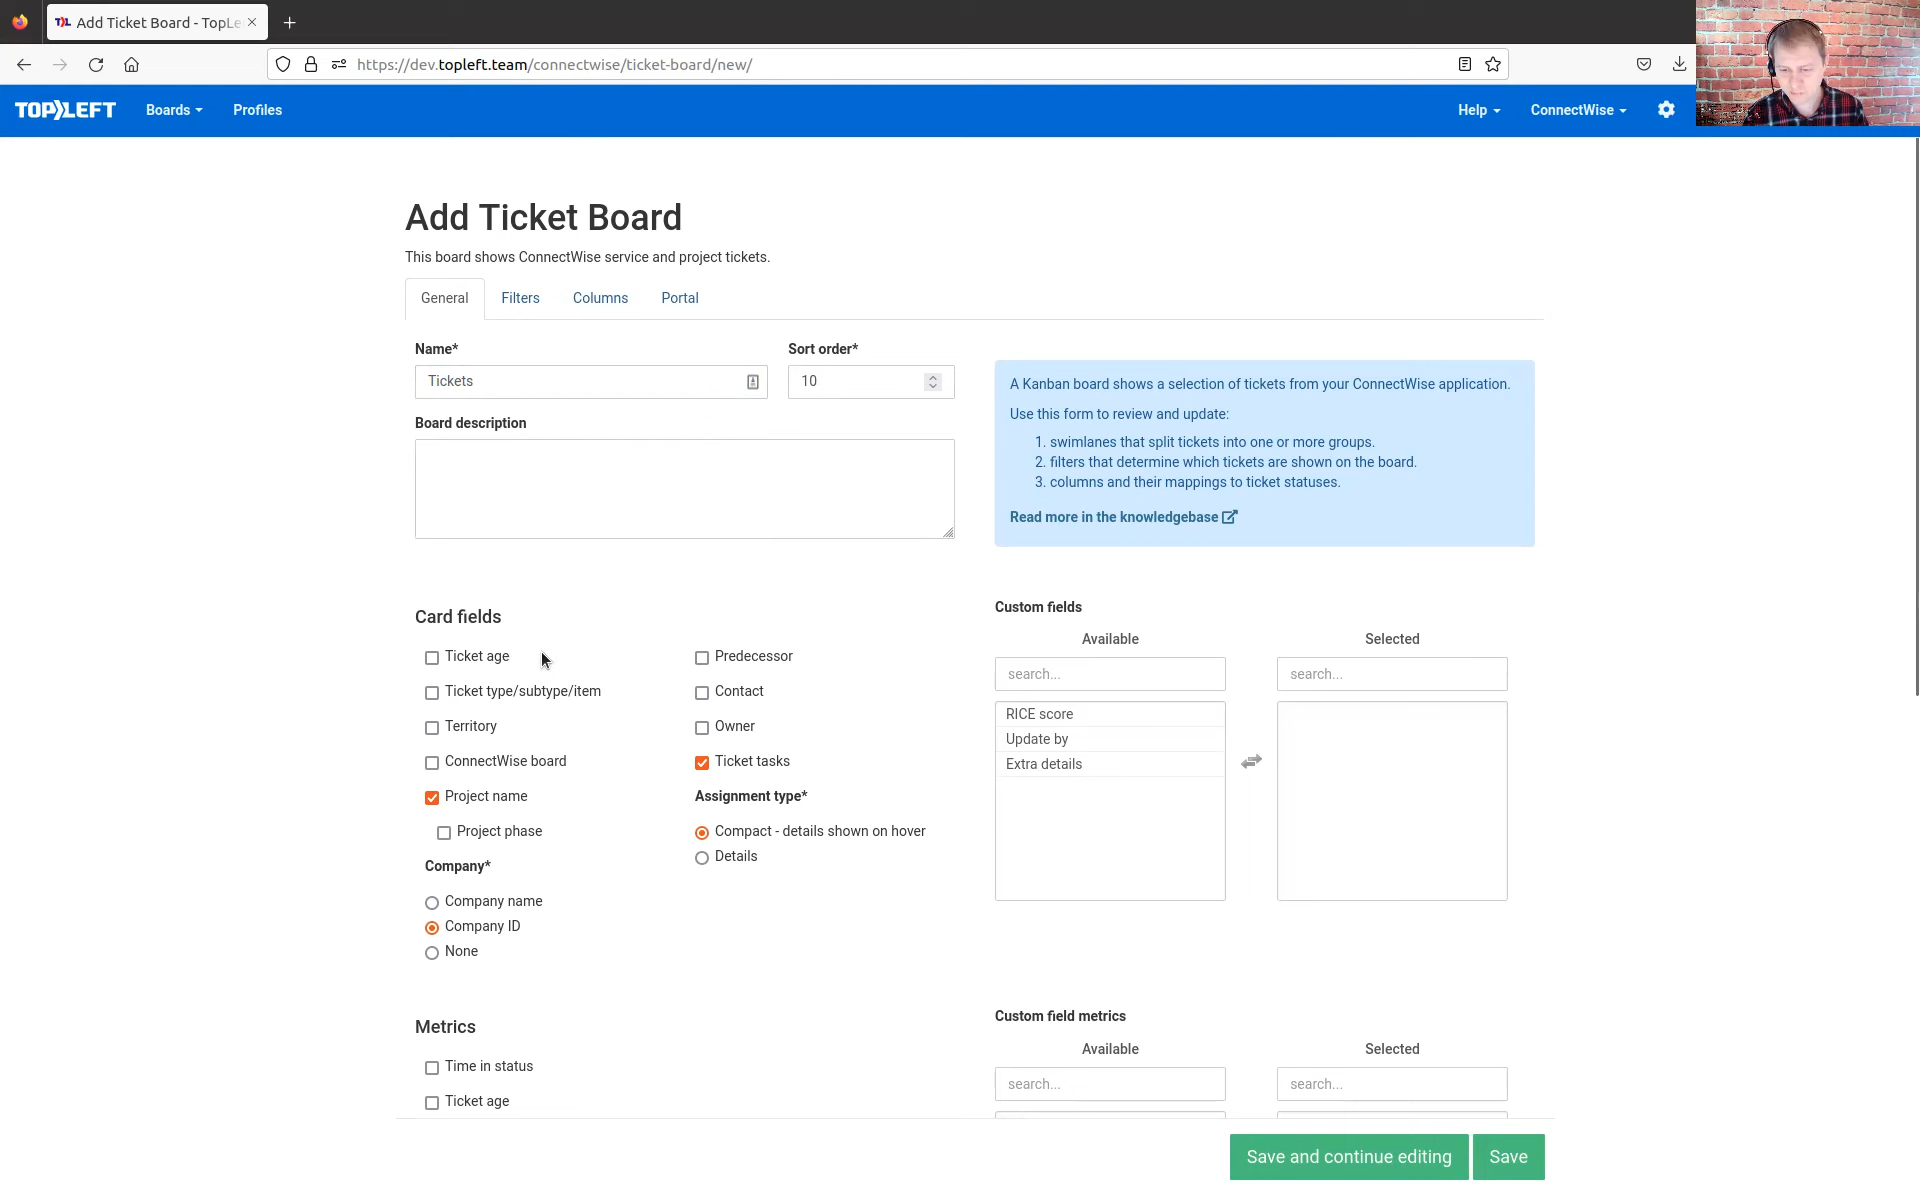 Add Ticket Board - TopLe
https://dev.topleft.team/connectwise/ticket-board/new/
TOP LEFT
Boards
Profiles
Help
ConnectWise
Add Ticket Board
This board shows ConnectWise service and project tickets.
General
Filters
Columns
Portal
Name*
Sort order*
Tickets
10
Board description
A Kanban board shows a selection of tickets from your ConnectWise application.
Use this form to review and update:
1. swimlanes that split tickets into one or more groups.
2. filters that determine which tickets are shown on the board.
3. columns and their mappings to ticket statuses.
Read more in the knowledgebase
Card fields
Ticket age
Ticket type/subtype/item
Territory
ConnectWise board
Project name
Project phase
Company*
Company name
Company ID
None
Predecessor
Contact
Owner
Ticket tasks
Assignment type*
Compact - details shown on hover
Details
Custom fields
Available
Selected
search...
search...
RICE score
Update by
Extra details
Metrics
Time in status
Ticket age
Custom field metrics
Available
Selected
search...
search...
Save and continue editing
Save